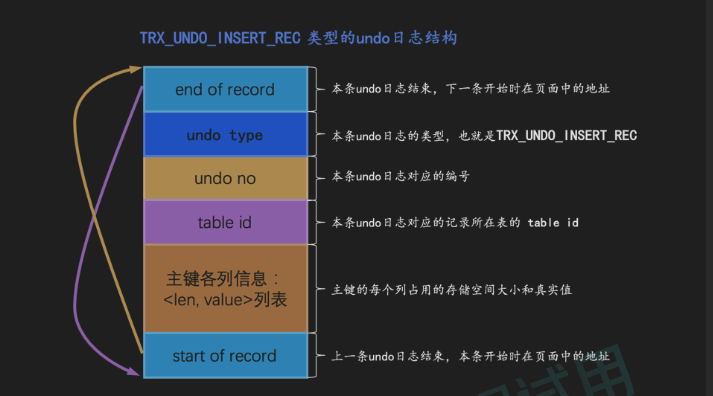 TRX_UNDO_INSERT_REC 类型的undo日志结构
end of record
本条undo日志结束，下一条开始时在页面中的地址
undo type
本条undo日志的类型，也就是TRX_UNDO_INSERT_REC
undo no
本条undo日志对应的编号
table id
本条undo日志对应的记录所在表的 table id
主键各列信息：
<len, value>列表
主键的每个列占用的存储空间大小和真实值
start of record
上一条undo日志结束，本条开始时在页面中的地址
试用